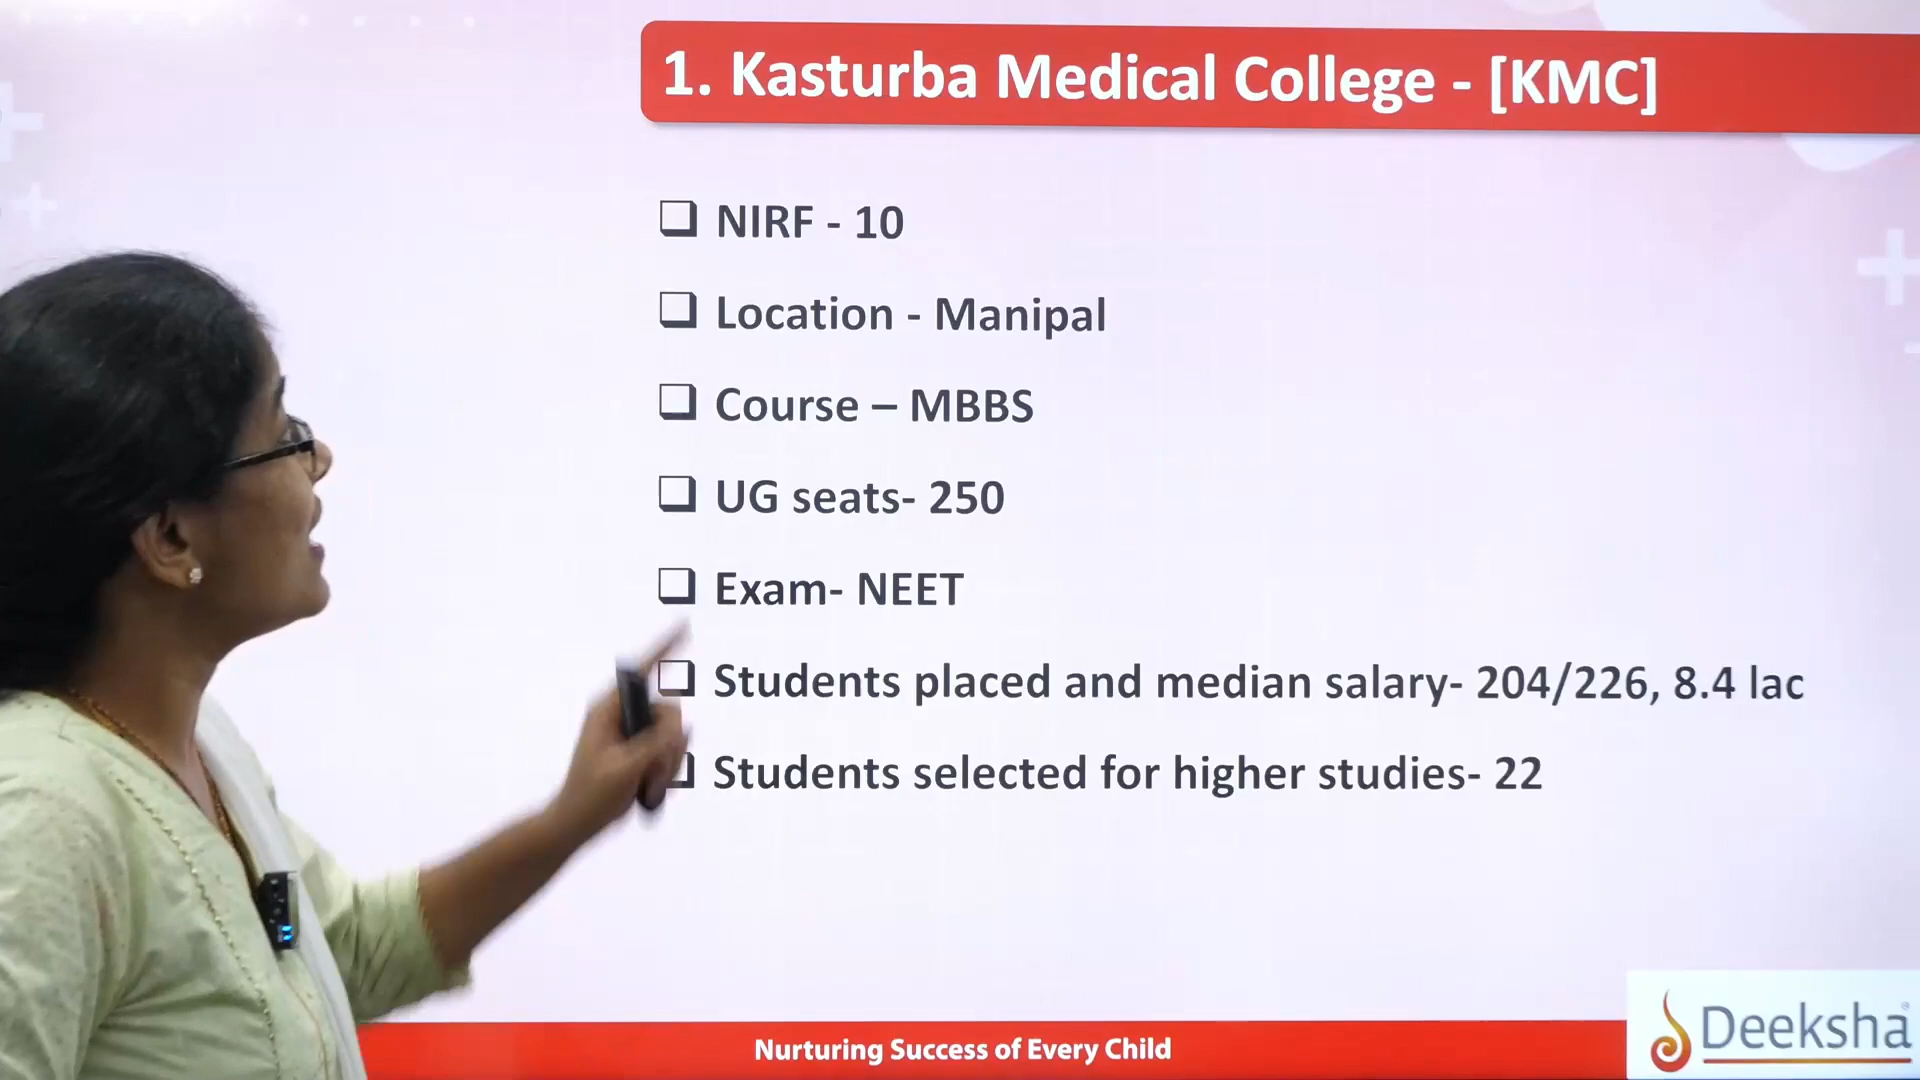 1. Kasturba Medical College - [KMC]
NIRF - 10
Location - Manipal
Course – MBBS
UG seats- 250
Exam- NEET
Students placed and median salary- 204/226, 8.4 lac
Students selected for higher studies- 22
Nurturing Success of Every Child
Deeksha